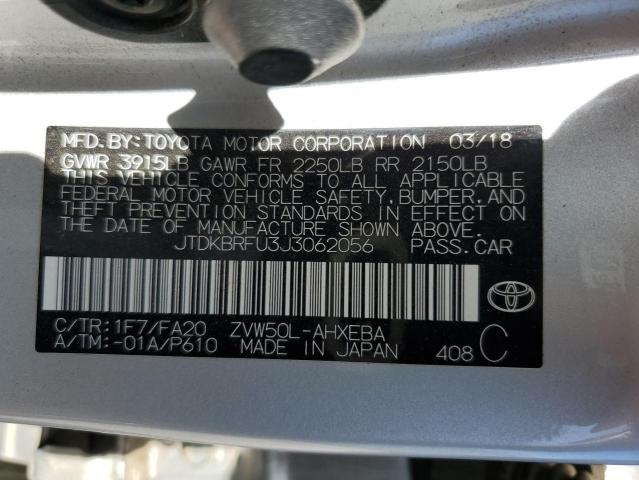 MFD.BY:TOYOTA MOTOR CORPORATION 03/18
GVWR 3915LB GAWR FR 2250LB RR 2150LB
THIS VEHICLE CONFORMS TO ALL APPLICABLE
FEDERAL MOTOR VEHICLE SAFETY,BUMPER,AND
THEFT PREVENTION STANDARDS IN EFFECT ON
THE DATE OF MANUFACTURE SHOWN ABOVE.
JTDKBRFU3J3062056 PASS.CAR
C/TR:1F7/FA20 ZVW50L-AHXEBA
A/TM:-01A/P610 MADE IN JAPAN 408 C